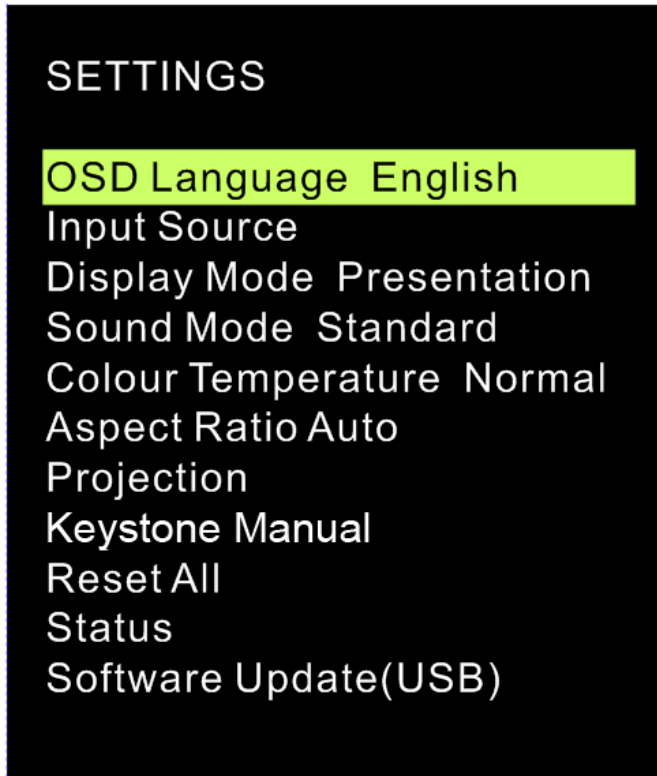 SETTINGS
OSD Language English
Input Source
Display Mode Presentation
Sound Mode Standard
Colour Temperature Normal
Aspect Ratio Auto
Projection
Keystone Manual
Reset All
Status
Software Update(USB)